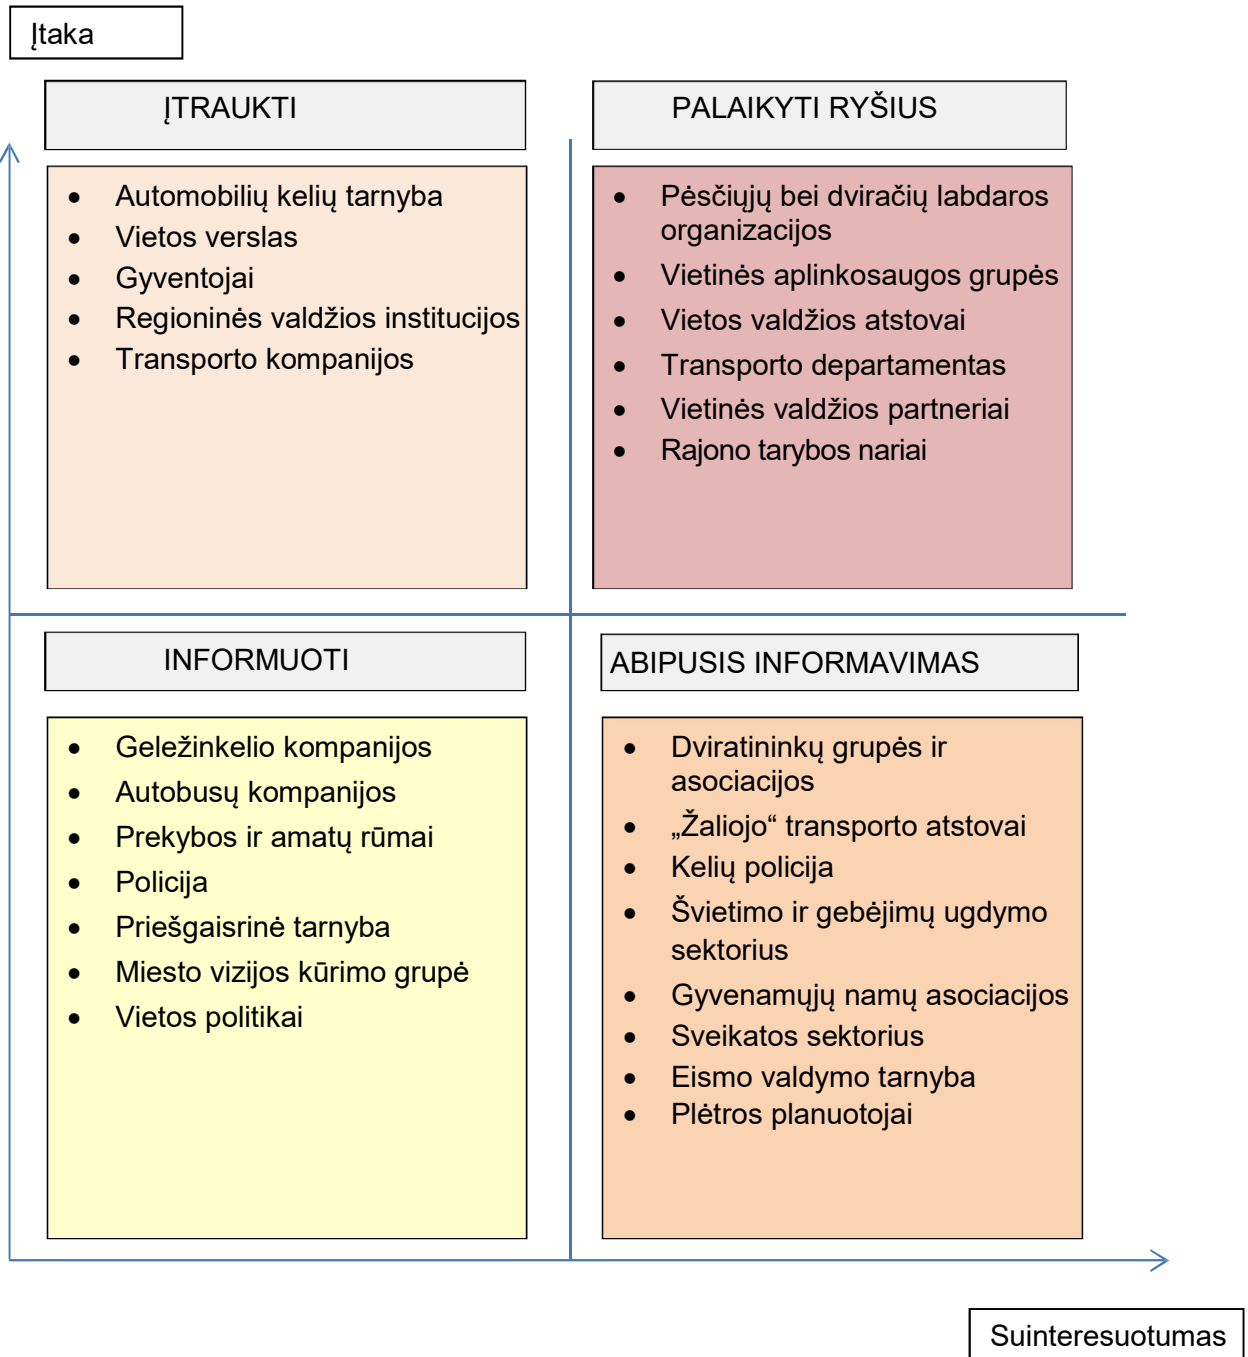 Įtaka
ĮTRAUKTI
Automobilių kelių tarnyba
Vietos verslas
Gyventojai
Regioninės valdžios institucijos
Transporto kompanijos
PALAIKYTI RYŠIUS
Pėsčiųjų bei dviračių labdaros
organizacijos
Vietinės aplinkosaugos grupės
Vietos valdžios atstovai
Transporto departamentas
Vietinės valdžios partneriai
Rajono tarybos nariai
INFORMUOTI
Geležinkelio kompanijos
Autobusų kompanijos
Prekybos ir amatų rūmai
Policija
Priešgaisrinė tarnyba
Miesto vizijos kūrimo grupė
Vietos politikai
ABIPUSIS INFORMAVIMAS
Dviratininkų grupės ir
asociacijos
„Žaliojo“ transporto atstovai
Kelių policija
Švietimo ir gebėjimų ugdymo
sektorius
Gyvenamųjų namų asociacijos
Sveikatos sektorius
Eismo valdymo tarnyba
Plėtros planuotojai
Suinteresuotumas